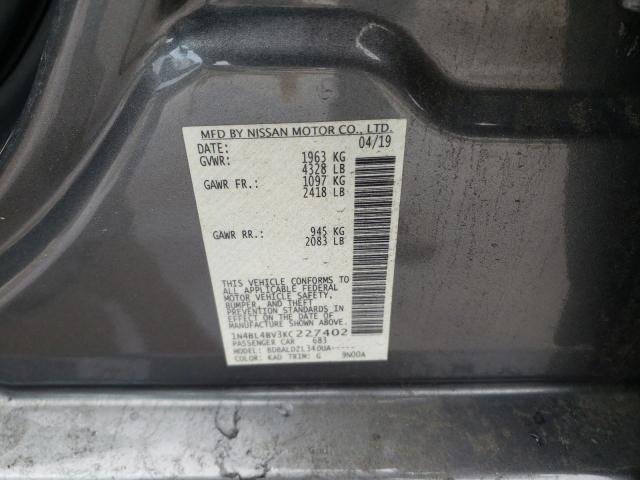 MFD BY NISSAN MOTOR CO., LTD.
DATE: 04/19
GVWR: 1963 KG
4328 LB
GAWR FR.: 1097 KG
2418 LB
GAWR RR.: 945 KG
2083 LB
THIS VEHICLE CONFORMS TO
ALL APPLICABLE FEDERAL
MOTOR VEHICLE SAFETY,
BUMPER, AND THEFT
PREVENTION STANDARDS IN
EFFECT ON THE DATE OF
MANUFACTURE SHOWN ABOVE.
1N4BL4BV3KC227402
PASSENGER CAR 683
MODEL: BDBALDZL34DUA-----
COLOR: KAD TRIM: G 9N00A